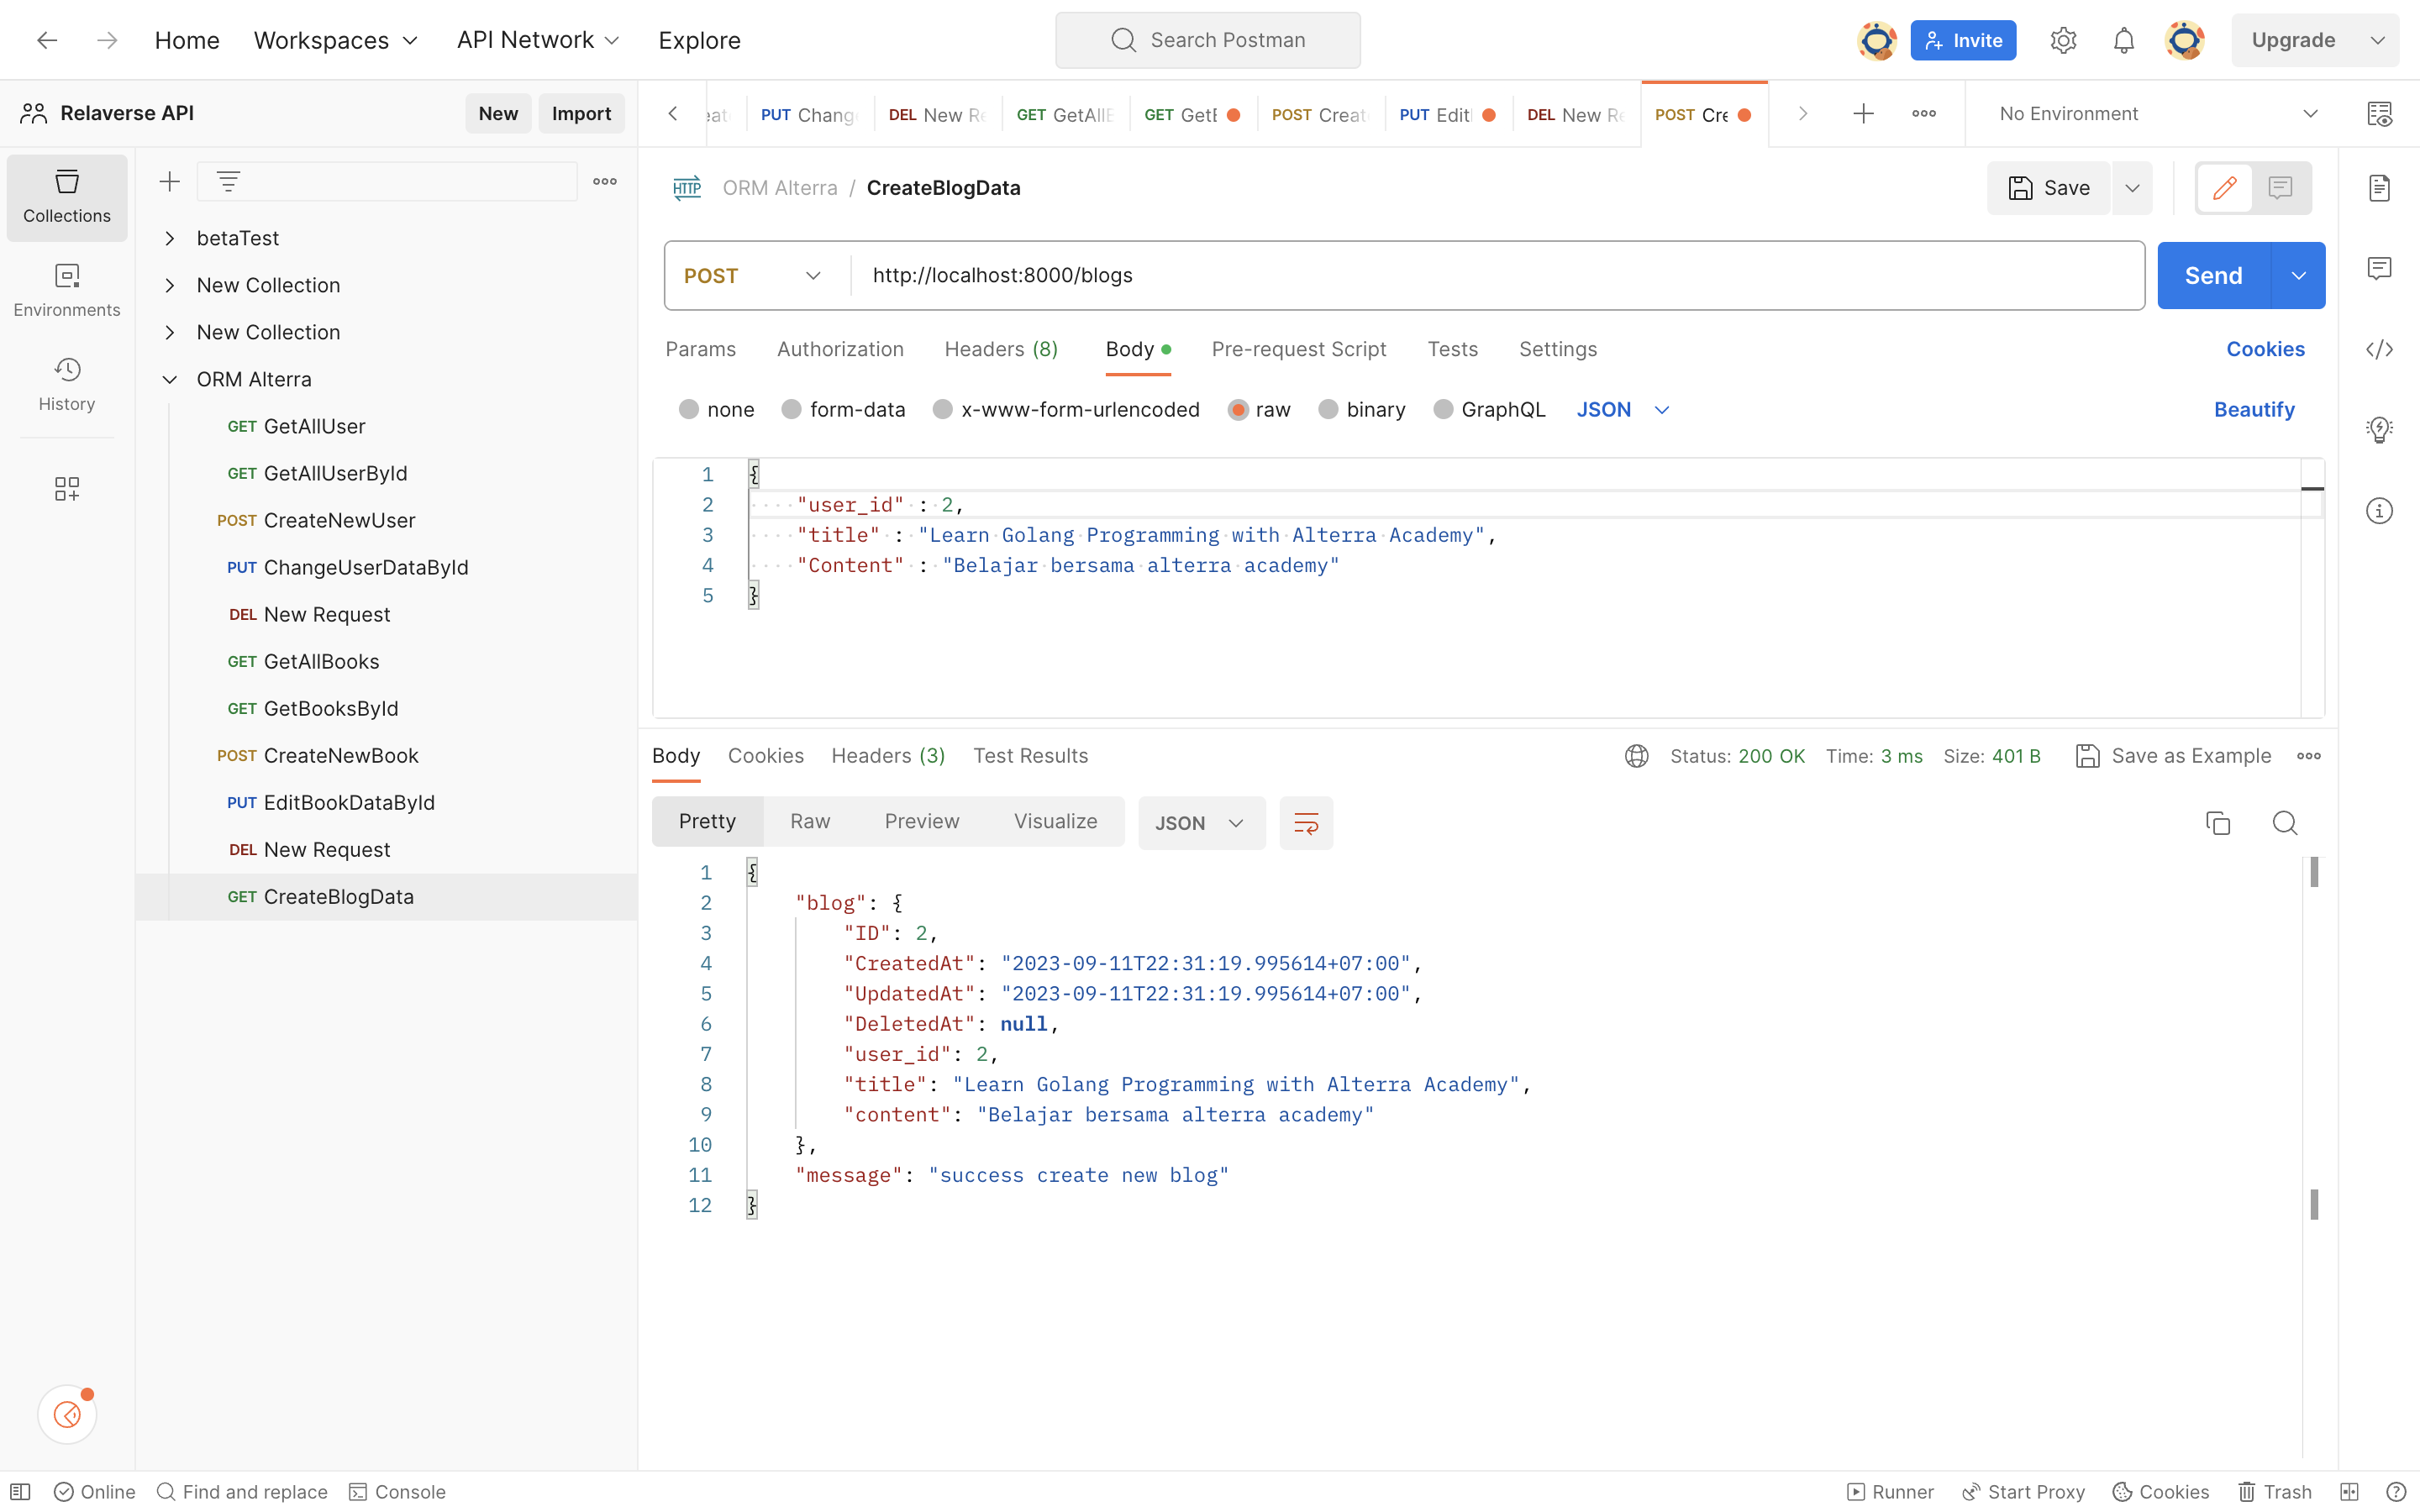 Home Workspaces API Network Explore Search Postman Invite Upgrade
Relaverse API New Import
PUT Chang DEL New Re GET GetAllE GET GetE POST Creat PUT Edit DEL New Re POST Cre No Environment
Collections
Environments
History
betaTest
New Collection
New Collection
ORM Alterra
GET GetAllUser
GET GetAllUserById
POST CreateNewUser
PUT ChangeUserDataById
DEL New Request
GET GetAllBooks
GET GetBooksById
POST CreateNewBook
PUT EditBookDataById
DEL New Request
GET CreateBlogData
HTTP ORM Alterra / CreateBlogData Save
POST http://localhost:8000/blogs Send
Params Authorization Headers (8) Body Pre-request Script Tests Settings Cookies
none form-data x-www-form-urlencoded raw binary GraphQL JSON Beautify
1 {
2 "user_id" : 2,
3 "title" : "Learn Golang Programming with Alterra Academy",
4 "Content" : "Belajar bersama alterra academy"
5 }
Body Cookies Headers (3) Test Results Status: 200 OK Time: 3 ms Size: 401 B Save as Example
Pretty Raw Preview Visualize JSON
1 {
2 "blog": {
3 "ID": 2,
4 "CreatedAt": "2023-09-11T22:31:19.995614+07:00",
5 "UpdatedAt": "2023-09-11T22:31:19.995614+07:00",
6 "DeletedAt": null,
7 "user_id": 2,
8 "title": "Learn Golang Programming with Alterra Academy",
9 "content": "Belajar bersama alterra academy"
10 },
11 "message": "success create new blog"
12 }
Online Find and replace Console Runner Start Proxy Cookies Trash